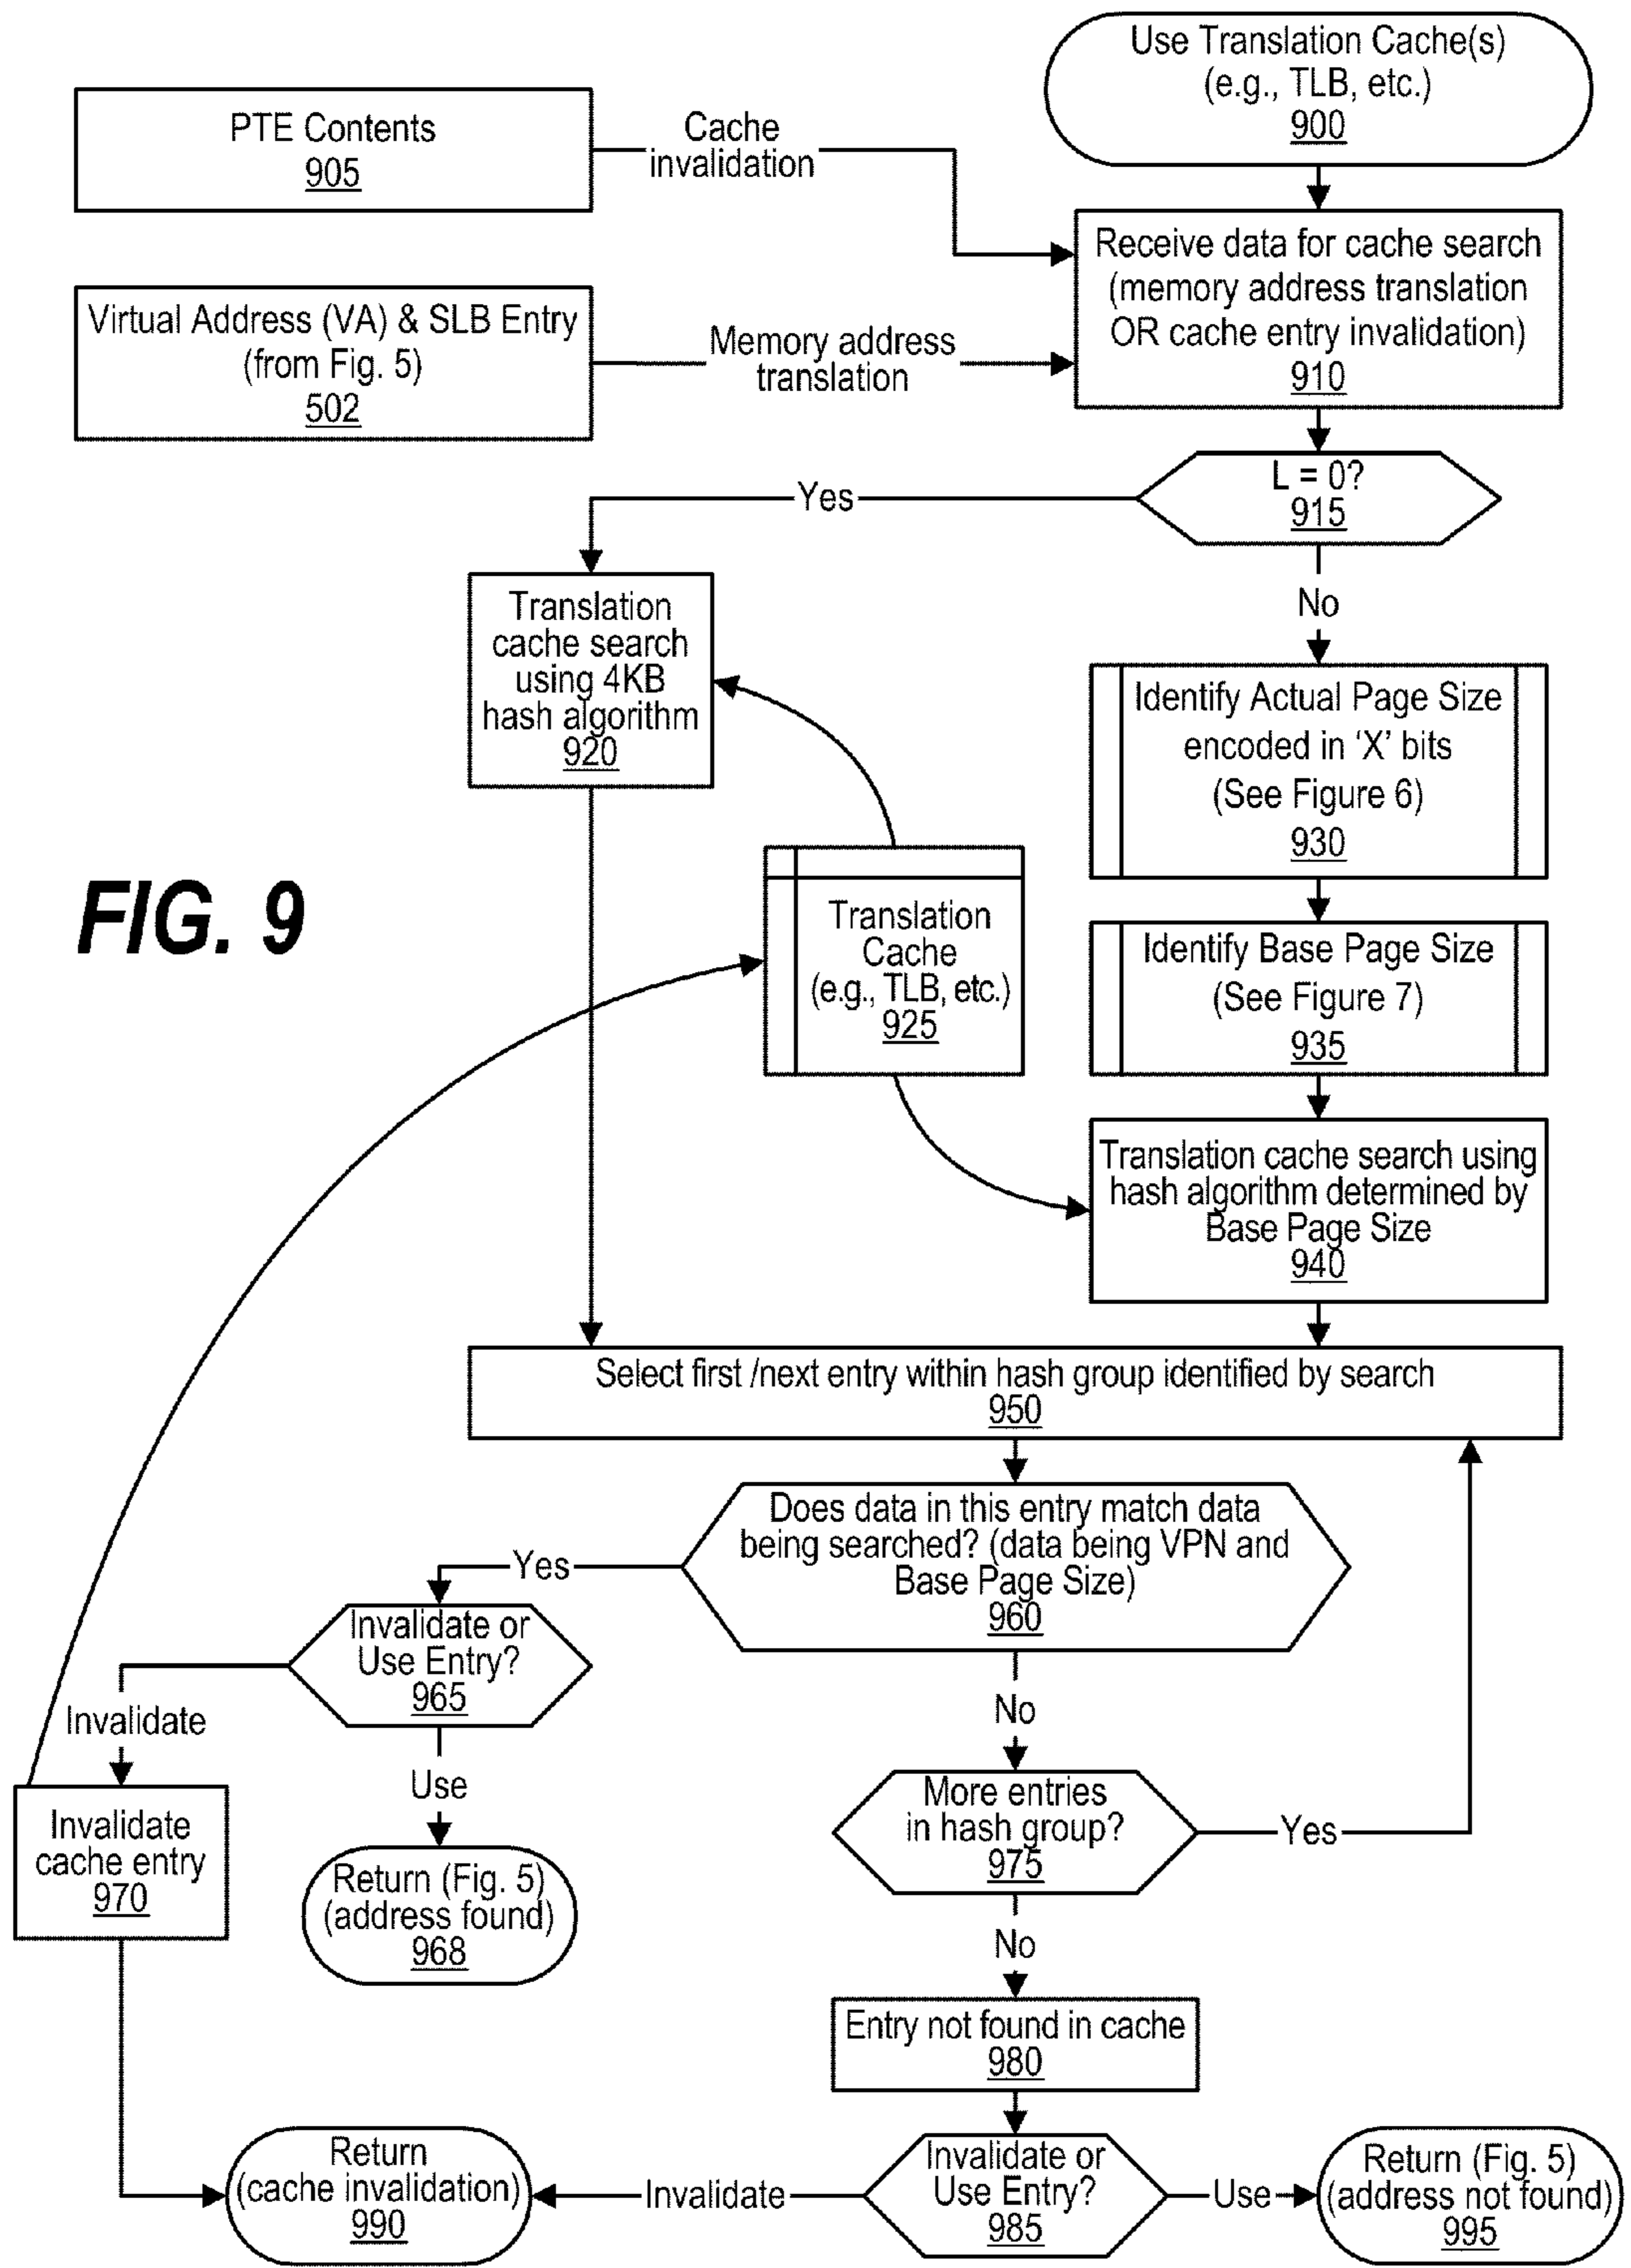 Use Translation Cache(s)
(e.g., TLB, etc.)
900
PTE Contents
905
Cache
invalidation
Receive data for cache search
(memory address translation
OR cache entry invalidation)
910
Virtual Address (VA) & SLB Entry
(from Fig. 5)
502
Memory address
translation
L = 0?
915
Yes
No
Translation
cache search
using 4KB
hash algorithm
920
Identify Actual Page Size
encoded in ‘X’ bits
(See Figure 6)
930
FIG. 9
Translation
Cache
(e.g., TLB, etc.)
925
Identify Base Page Size
(See Figure 7)
935
Translation cache search using
hash algorithm determined by
Base Page Size
940
Select first /next entry within hash group identified by search
950
Does data in this entry match data
being searched? (data being VPN and
Base Page Size)
960
Yes
No
Invalidate or
Use Entry?
965
Invalidate
Use
Invalidate
cache entry
970
Return (Fig. 5)
(address found)
968
More entries
in hash group?
975
Yes
No
Entry not found in cache
980
Invalidate or
Use Entry?
985
Invalidate
Use
Return
(cache invalidation)
990
Return (Fig. 5)
(address not found)
995